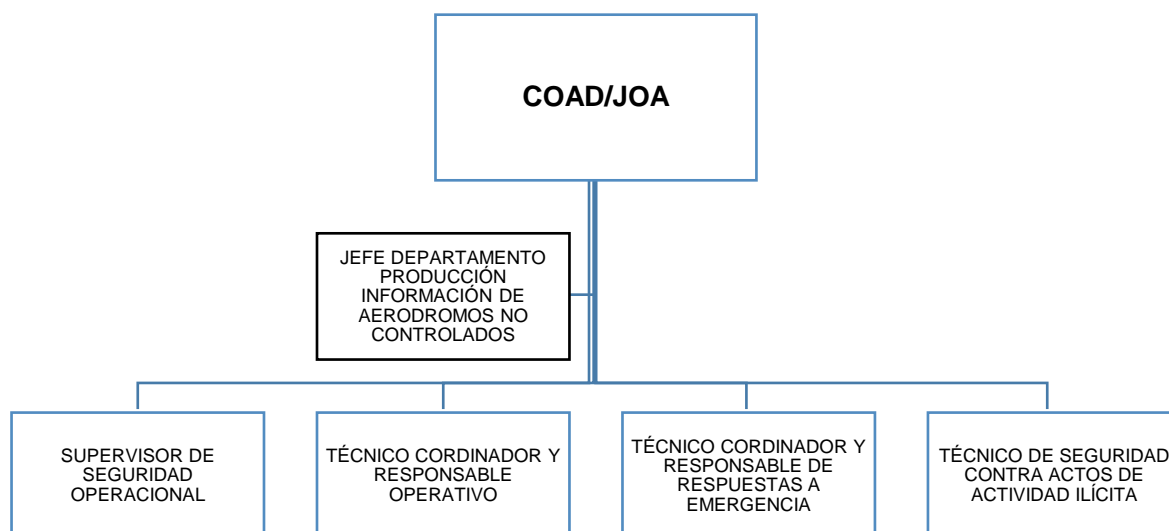 COAD/JOA
JEFE DEPARTAMENTO
PRODUCCIÓN
INFORMACIÓN DE
AERODROMOS NO
CONTROLADOS
SUPERVISOR DE
SEGURIDAD
OPERACIONAL
TÉCNICO CORDINADOR Y
RESPONSABLE
OPERATIVO
TÉCNICO CORDINADOR Y
RESPONSABLE DE
RESPUESTAS A
EMERGENCIA
TÉCNICO DE SEGURIDAD
CONTRA ACTOS DE
ACTIVIDAD ILÍCITA